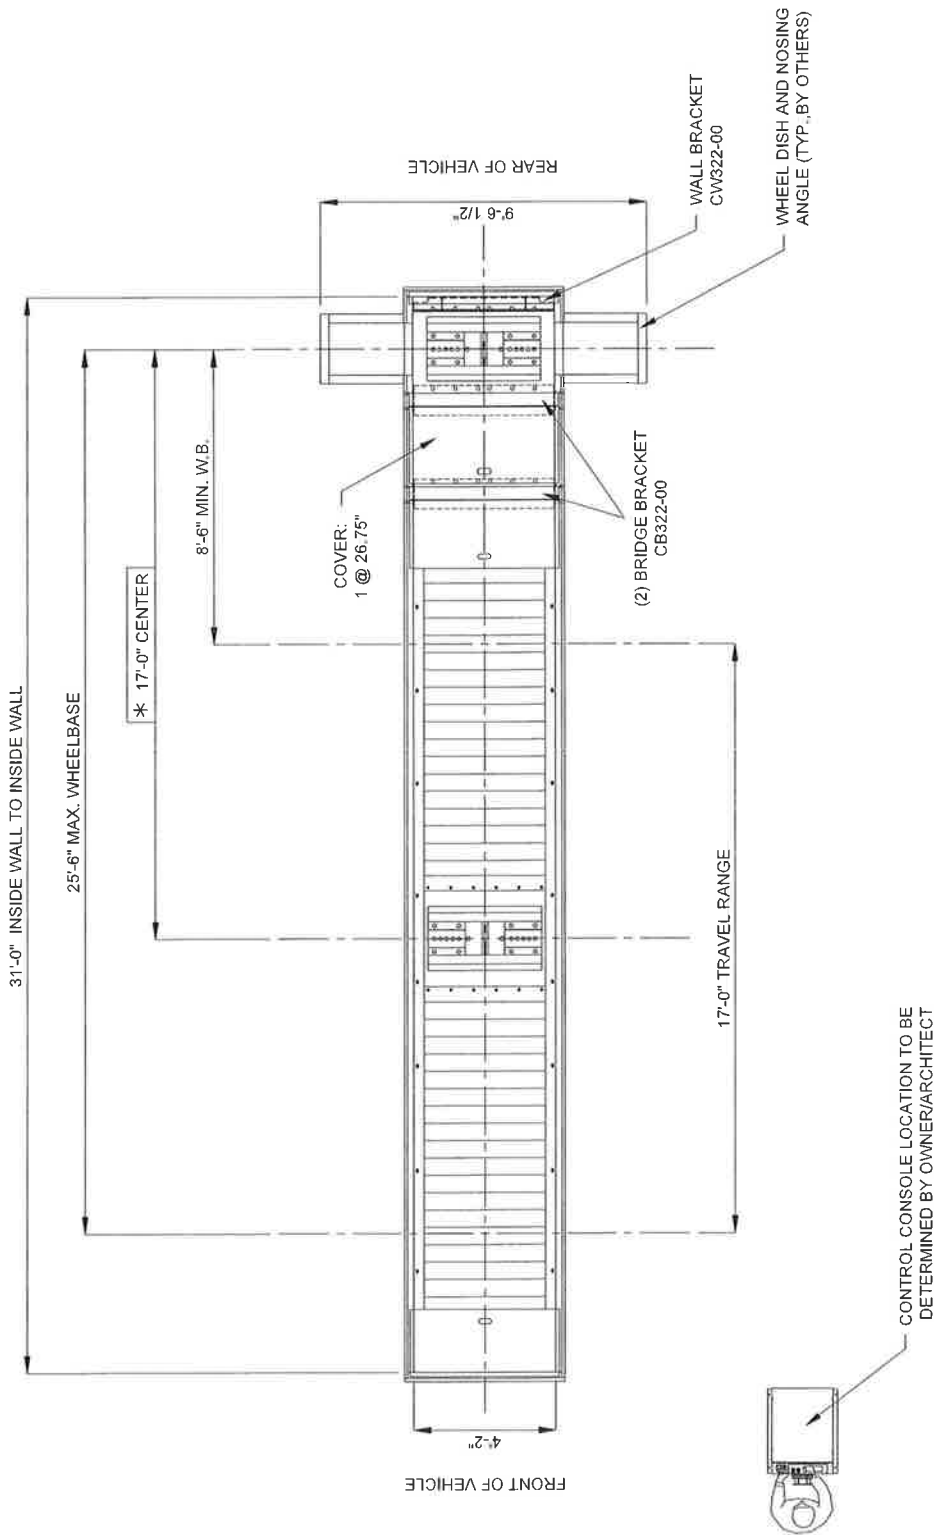 31'-0" INSIDE WALL TO INSIDE WALL
25'-6" MAX. WHEELBASE
* 17'-0" CENTER
8'-6" MIN. W.B.
COVER:
1 @ 26.75"
REAR OF VEHICLE
9'-6 1/2"
WALL BRACKET
CW322-00
WHEEL DISH AND NOSING
ANGLE (TYP., BY OTHERS)
(2) BRIDGE BRACKET
CB322-00
17'-0" TRAVEL RANGE
4'-2"
FRONT OF VEHICLE
CONTROL CONSOLE LOCATION TO BE
DETERMINED BY OWNER/ARCHITECT